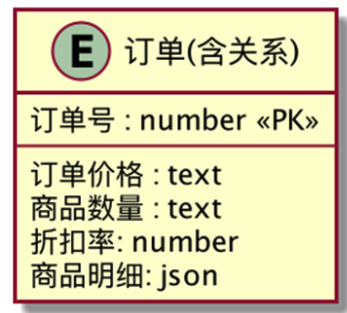 E 订单(含关系)
订单号 : number «PK»
订单价格 : text
商品数量 : text
折扣率: number
商品明细: json